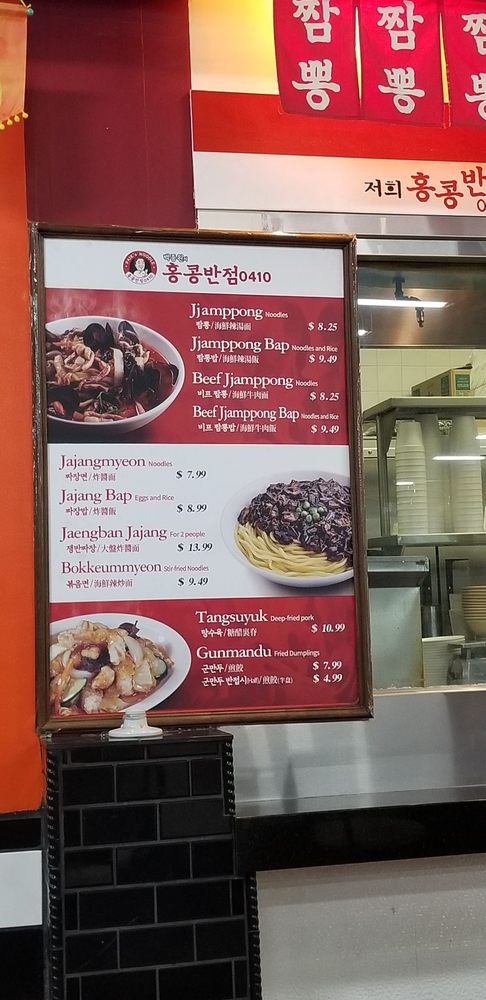 짬뽕
짬뽕
짬뽕
저희 홍콩반
백종원의
홍콩반점0410
Jjamppong Noodles
짬뽕/海鮮辣湯面 $ 8.25
Jjamppong Bap Noodles and Rice
짬뽕밥/海鮮辣湯飯 $ 9.49
Beef Jjamppong Noodles
비프 짬뽕/海鮮牛肉面 $ 8.25
Beef Jjamppong Bap Noodles and Rice
비프 짬뽕밥/海鮮牛肉飯 $ 9.49
Jajangmyeon Noodles
짜장면/炸醬面 $ 7.99
Jajang Bap Eggs and Rice
짜장밥/炸醬飯 $ 8.99
Jaengban Jajang For 2 people
쟁반짜장/大盤炸醬面 $ 13.99
Bokkeummyeon Stir-fried Noodles
볶음면/海鮮辣炒面 $ 9.49
Tangsuyuk Deep-fried pork
탕수육/糖醋裏脊 $ 10.99
Gunmandu Fried Dumplings
군만두/煎餃 $ 7.99
군만두 반접시(Half)/煎餃(半盘) $ 4.99